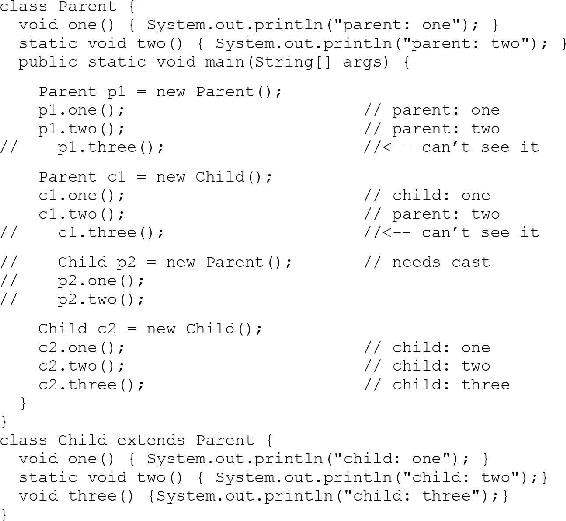 class Parent {
  void one() { System.out.println("parent: one"); }
  static void two() { System.out.println("parent: two"); }
  public static void main(String[] args) {
    Parent p1 = new Parent();
    p1.one();                        // parent: one
    p1.two();                        // parent: two
//    p1.three();                    //<-- can't see it
    Parent c1 = new Child();
    c1.one();                        // child: one
    c1.two();                        // parent: two
//    c1.three();                    //<-- can't see it
//    Child p2 = new Parent();       // needs cast
//    p2.one();
//    p2.two();
    Child c2 = new Child();
    c2.one();                        // child: one
    c2.two();                        // child: two
    c2.three();                      // child: three
  }
}
class Child extends Parent {
  void one() { System.out.println("child: one"); }
  static void two() { System.out.println("child: two");}
  void three() {System.out.println("child: three");}
}